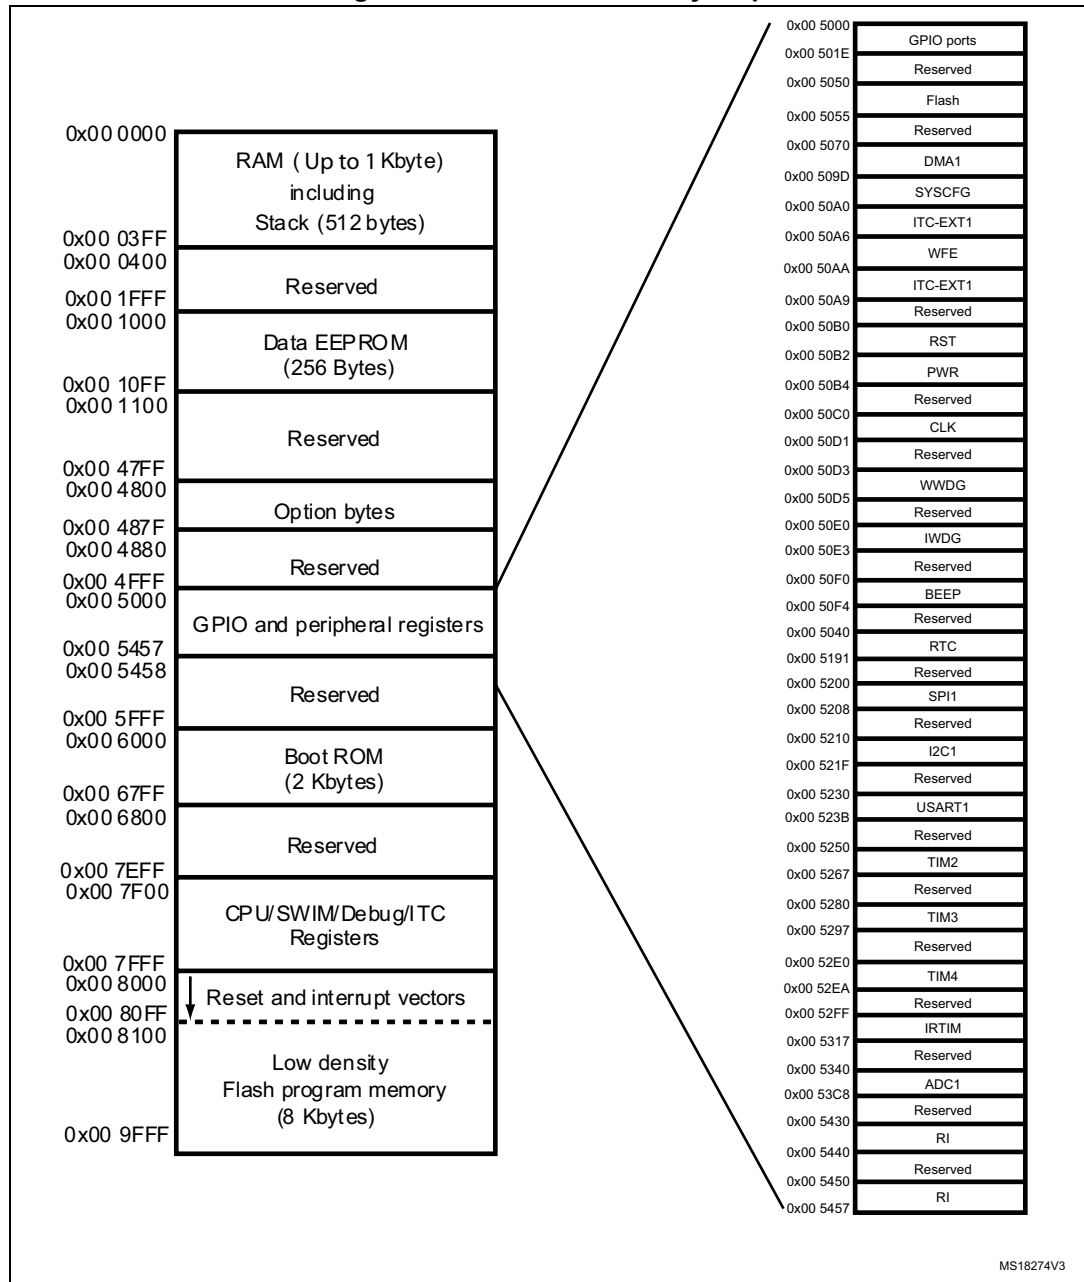 0x00 0000
RAM (Up to 1 Kbyte)
including
Stack (512 bytes)
0x00 03FF
0x00 0400
Reserved
0x00 1FFF
0x00 1000
Data EEPROM
(256 Bytes)
0x00 10FF
0x00 1100
Reserved
0x00 47FF
0x00 4800
Option bytes
0x00 487F
0x00 4880
Reserved
0x00 4FFF
0x00 5000
GPIO and peripheral registers
0x00 5457
0x00 5458
Reserved
0x00 5FFF
0x00 6000
Boot ROM
(2 Kbytes)
0x00 67FF
0x00 6800
Reserved
0x00 7EFF
0x00 7F00
CPU/SWIM/Debug/ITC
Registers
0x00 7FFF
0x00 8000
Reset and interrupt vectors
0x00 80FF
0x00 8100
Low density
Flash program memory
(8 Kbytes)
0x00 9FFF
0x00 5000
GPIO ports
0x00 501E
Reserved
0x00 5050
Flash
0x00 5055
Reserved
0x00 5070
DMA1
0x00 509D
SYSCFG
0x00 50A0
ITC-EXT1
0x00 50A6
WFE
0x00 50AA
ITC-EXT1
0x00 50A9
Reserved
0x00 50B0
RST
0x00 50B2
PWR
0x00 50B4
Reserved
0x00 50C0
CLK
0x00 50D1
Reserved
0x00 50D3
WWDG
0x00 50D5
Reserved
0x00 50E0
IWDG
0x00 50E3
Reserved
0x00 50F0
BEEP
0x00 50F4
Reserved
0x00 5040
RTC
0x00 5191
Reserved
0x00 5200
SPI1
0x00 5208
Reserved
0x00 5210
I2C1
0x00 521F
Reserved
0x00 5230
USART1
0x00 523B
Reserved
0x00 5250
TIM2
0x00 5267
Reserved
0x00 5280
TIM3
0x00 5297
Reserved
0x00 52E0
TIM4
0x00 52EA
Reserved
0x00 52FF
IRTIM
0x00 5317
Reserved
0x00 5340
ADC1
0x00 53C8
Reserved
0x00 5430
RI
0x00 5440
Reserved
0x00 5450
RI
0x00 5457
MS18274V3